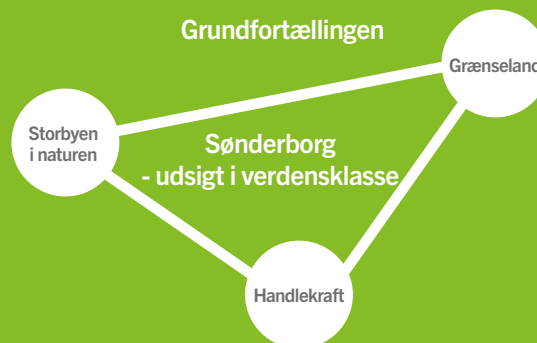 Grundfortællingen
Grænseland
Storbyen
i naturen
Sønderborg
- udsigt i verdensklasse
Handlekraft